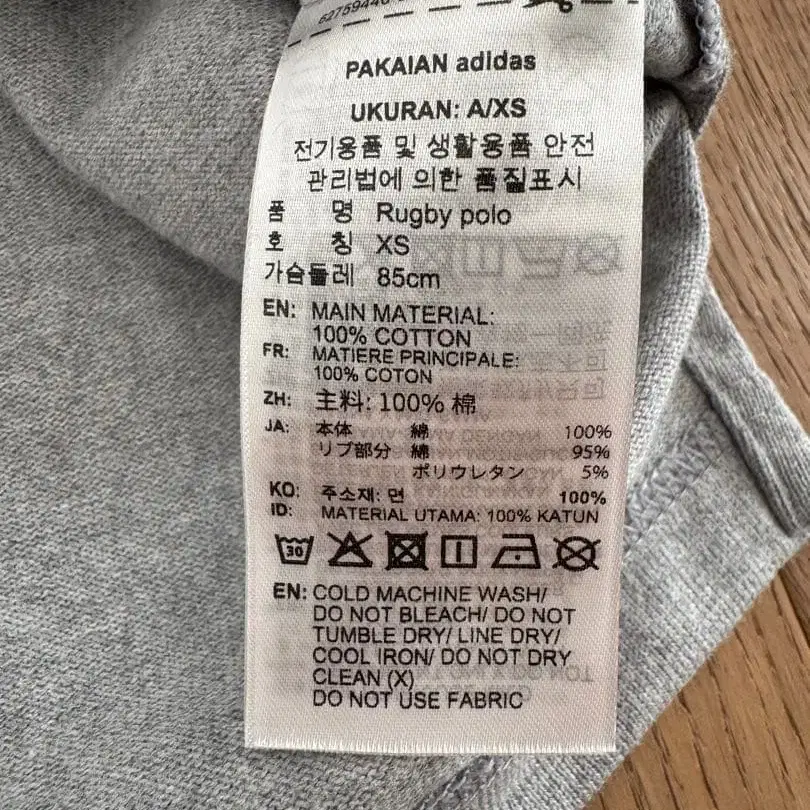 PAKAIAN adidas
UKURAN: A/XS
전기용품 및 생활용품 안전
관리법에 의한 품질표시
품 명 Rugby polo
호 칭 XS
가슴둘레 85cm
EN: MAIN MATERIAL:
100% COTTON
FR: MATIERE PRINCIPALE:
100% COTON
ZH: 主料: 100% 棉
JA: 本体 綿 100%
リブ部分 綿 95%
ポリウレタン 5%
KO: 주소재: 면 100%
ID: MATERIAL UTAMA: 100% KATUN
30
EN: COLD MACHINE WASH/
DO NOT BLEACH/ DO NOT
TUMBLE DRY/ LINE DRY/
COOL IRON/ DO NOT DRY
CLEAN (X)
DO NOT USE FABRIC